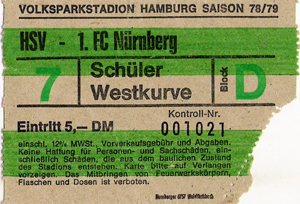 VOLKSPARKSTADION HAMBURG SAISON 78/79
HSV - 1. FC Nürnberg
7 Schüler Block D
Westkurve
Kontroll-Nr.
Eintritt 5,— DM 001021
einschl. 12% MWSt., Vorverkaufsgebühr und Abgaben.
Keine Haftung für Personen- und Sachschäden, ein-
schließlich Schäden, die aus dem baulichen Zustand
des Stadions entstehen. Karte bitte auf Verlangen
vorzeigen. Das Mitbringen von Feuerwerkskörpern,
Flaschen und Dosen ist verboten.